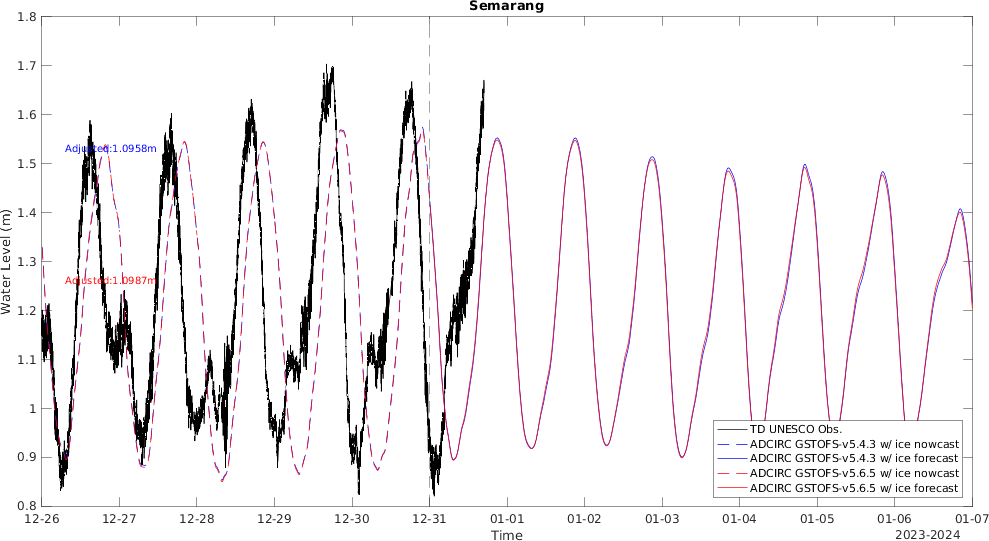 Semarang
1.8
1.7
1.6
1.5
1.4
1.3
1.2
1.1
1
0.9
0.8
Water Level (m)
Adjusted:1.0958m
Adjusted:1.0987m
TD UNESCO Obs.
ADCIRC GSTOFS-v5.4.3 w/ ice nowcast
ADCIRC GSTOFS-v5.4.3 w/ ice forecast
ADCIRC GSTOFS-v5.6.5 w/ ice nowcast
ADCIRC GSTOFS-v5.6.5 w/ ice forecast
12-26 12-27 12-28 12-29 12-30 12-31 01-01 01-02 01-03 01-04 01-05 01-06 01-07
Time
2023-2024